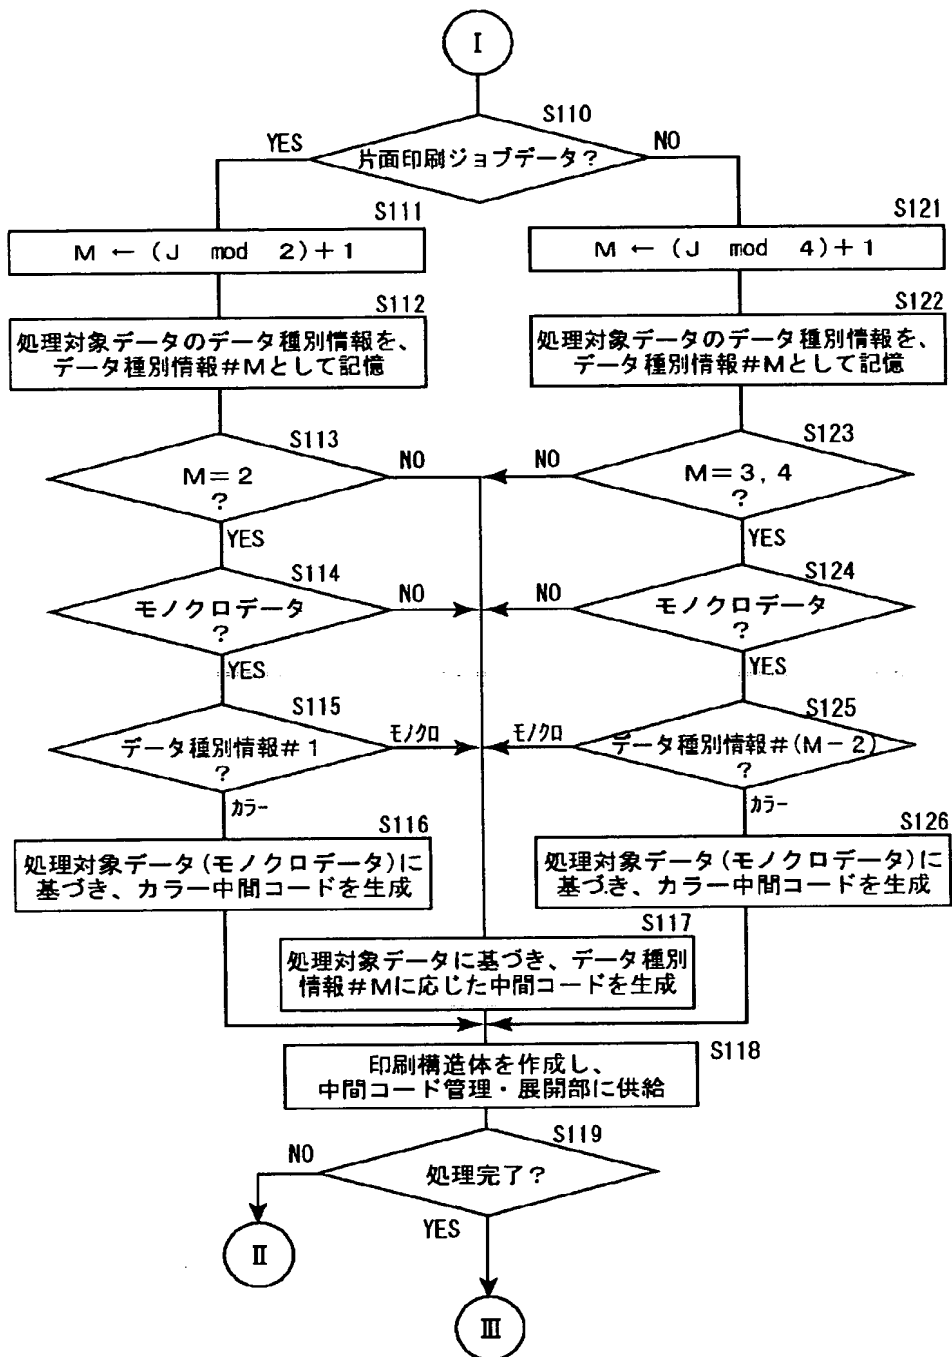 Ⅰ
S110
YES
片面印刷ジョブデータ?
NO
S111
M ← (J mod 2)+1
S121
M ← (J mod 4)+1
S112
処理対象データのデータ種別情報を、
データ種別情報#Mとして記憶
S122
処理対象データのデータ種別情報を、
データ種別情報#Mとして記憶
S113
M=2
?
NO
YES
S123
NO
M=3,4
?
YES
S114
モノクロデータ
?
NO
YES
S124
NO
モノクロデータ
?
YES
S115
データ種別情報#1
?
モノクロ
カラー
S125
モノクロ
データ種別情報#(M-2)
?
カラー
S116
処理対象データ(モノクロデータ)に
基づき、カラー中間コードを生成
S126
処理対象データ(モノクロデータ)に
基づき、カラー中間コードを生成
S117
処理対象データに基づき、データ種別
情報#Mに応じた中間コードを生成
S118
印刷構造体を作成し、
中間コード管理・展開部に供給
S119
NO
処理完了?
YES
Ⅱ
Ⅲ